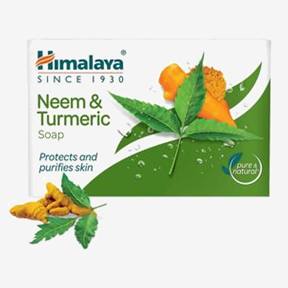 Himalaya
SINCE 1930
Neem &
Turmeric
Soap
Protects and
purifies skin
pure &
natural